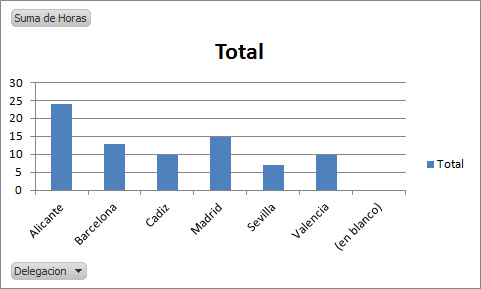 Suma de Horas
Total
30
25
20
15
10
5
0
Alicante
Barcelona
Cadiz
Madrid
Sevilla
Valencia
(en blanco)
Total
Delegacion